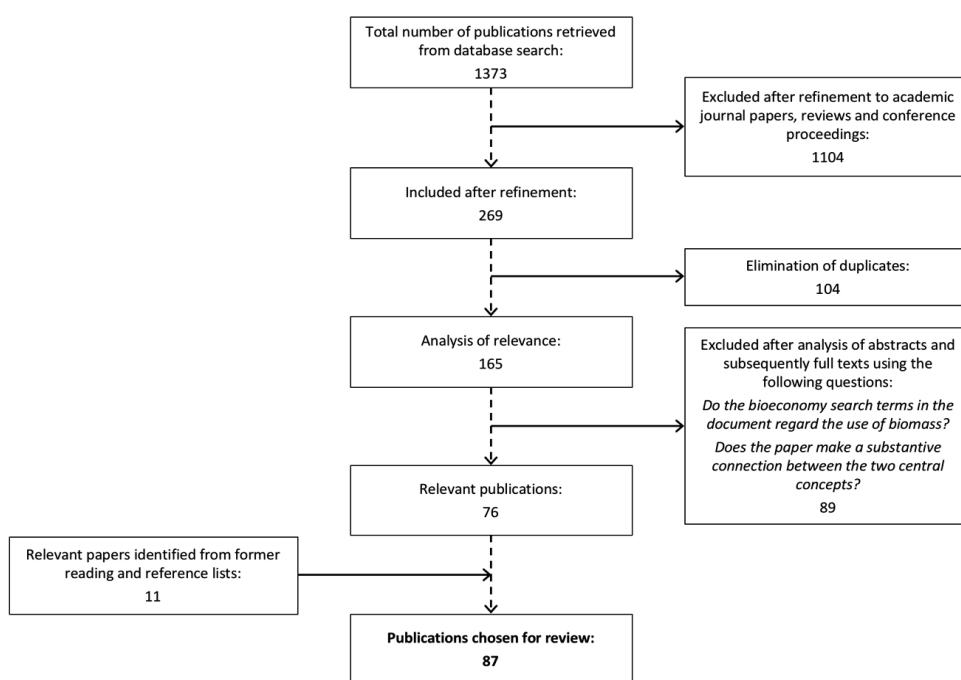 Total number of publications retrieved
from database search:
1373
Excluded after refinement to academic
journal papers, reviews and conference
proceedings:
1104
Included after refinement:
269
Elimination of duplicates:
104
Analysis of relevance:
165
Excluded after analysis of abstracts and
subsequently full texts using the
following questions:
Do the bioeconomy search terms in the
document regard the use of biomass?
Does the paper make a substantive
connection between the two central
concepts?
89
Relevant publications:
76
Relevant papers identified from former
reading and reference lists:
11
Publications chosen for review:
87